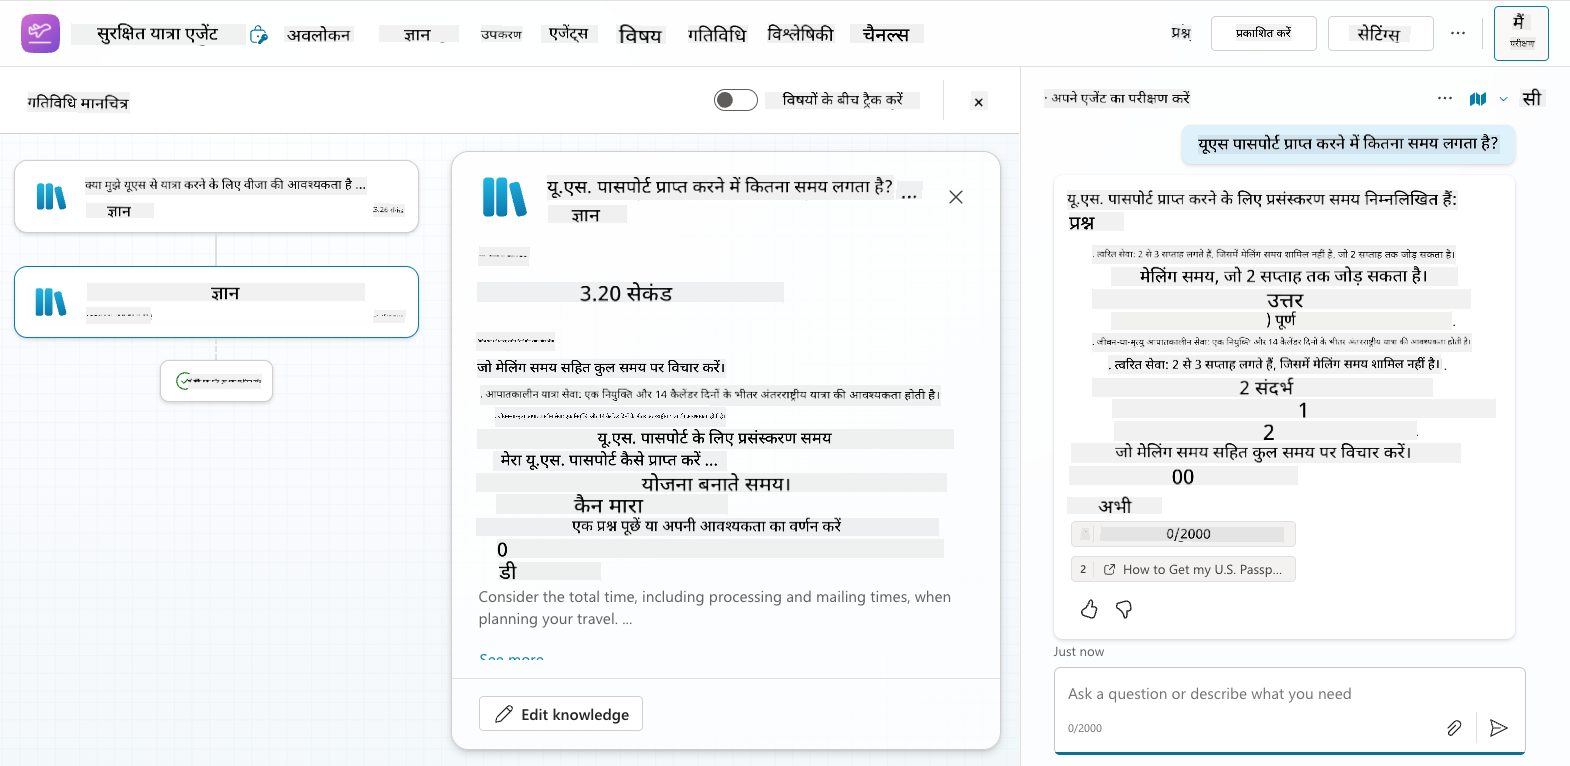 सुरक्षित यात्रा एजेंट अवलोकन ज्ञान उपकरण एजेंट्स विषय गतिविधि विश्लेषिकी चैनल्स प्रश्न प्रकाशित करें सेटिंग्स ... मैं
परीक्षण
गतिविधि मानचित्र विषयों के बीच ट्रैक करें
क्या मुझे यूएस से यात्रा करने के लिए वीजा की आवश्यकता है ...
ज्ञान 3.26 सेकंड
ज्ञान
यू.एस. पासपोर्ट प्राप्त करने में कितना समय लगता है? ...
ज्ञान
3.20 सेकंड
जो मेलिंग समय सहित कुल समय पर विचार करें।
. आपातकालीन यात्रा सेवा: एक नियुक्ति और 14 कैलेंडर दिनों के भीतर अंतरराष्ट्रीय यात्रा की आवश्यकता होती है।
यू.एस. पासपोर्ट के लिए प्रसंस्करण समय
मेरा यू.एस. पासपोर्ट कैसे प्राप्त करें ...
योजना बनाते समय।
कैन मारा
एक प्रश्न पूछें या अपनी आवश्यकता का वर्णन करें
0
डी
Consider the total time, including processing and mailing times, when
planning your travel. ...
See more
Edit knowledge
· अपने एजेंट का परीक्षण करें ... सी
यूएस पासपोर्ट प्राप्त करने में कितना समय लगता है?
यू.एस. पासपोर्ट प्राप्त करने के लिए प्रसंस्करण समय निम्नलिखित हैं:
प्रश्न
. त्वरित सेवा: 2 से 3 सप्ताह लगते हैं, जिसमें मेलिंग समय शामिल नहीं है, जो 2 सप्ताह तक जोड़ सकता है।
मेलिंग समय, जो 2 सप्ताह तक जोड़ सकता है।
उत्तर
) पूर्ण .
. जीवन-या-मृत्यु आपातकालीन सेवा: एक नियुक्ति और 14 कैलेंडर दिनों के भीतर अंतरराष्ट्रीय यात्रा की आवश्यकता होती है।
. त्वरित सेवा: 2 से 3 सप्ताह लगते हैं, जिसमें मेलिंग समय शामिल नहीं है। .
2 संदर्भ
1
2 .
जो मेलिंग समय सहित कुल समय पर विचार करें।
00
अभी
0/2000
2 How to Get my U.S. Passp...
Just now
Ask a question or describe what you need
0/2000